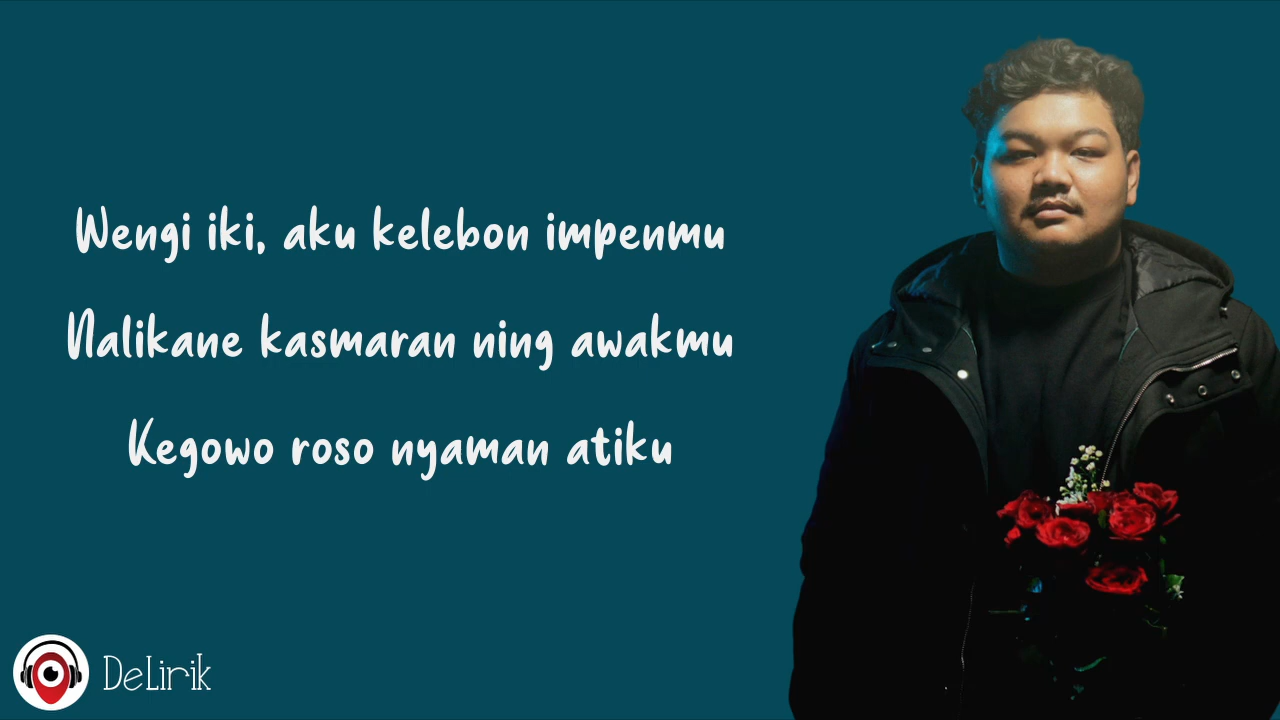 Wengi iki, aku kelebon impenmu
Nalikane kasmaran ning awakmu
Kegowo roso nyaman atiku
DeLirik